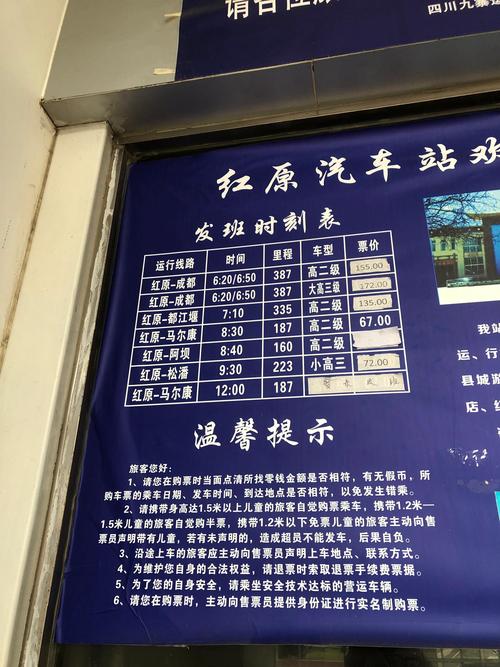 请各位旅
四川九寨
红原汽车站欢
发班时刻表
运行线路 时间 里程 车型 票价
红原–成都 6:20/6:50 387 高二级 155.00
红原–成都 6:20/6:50 387 大高三级 172.00
红原–都江堰 7:10 335 高二级 135.00
红原–马尔康 8:30 187 高二级 67.00
红原–阿坝 8:40 160 高二级
红原–松潘 9:30 223 小高三 72.00
红原–马尔康 12:00 187
我站
运、行
县城游
店、红
温馨提示
旅客您好:
1、请您在购票时当面点清所找零钱金额是否相符，有无假币，所
购车票的乘车日期、发车时间、到达地点是否相符，以免发生错乘。
2、请携带身高达1.5米以上儿童的旅客自觉购票乘车，携带1.2米—
1.5米儿童的旅客自觉购半票，携带1.2米以下免票儿童的旅客主动向售
票员声明带有儿童，若有未声明的，造成超员不能发车，后果自负。
3、沿途上车的旅客应主动向售票员声明上车地点、联系方式。
4、为维护您自身的合法权益，请退票时索取退票手续费票据。
5、为了您的自身安全，请乘坐安全技术达标的营运车辆。
6、请您在购票时，主动向售票员提供身份证进行实名制购票。